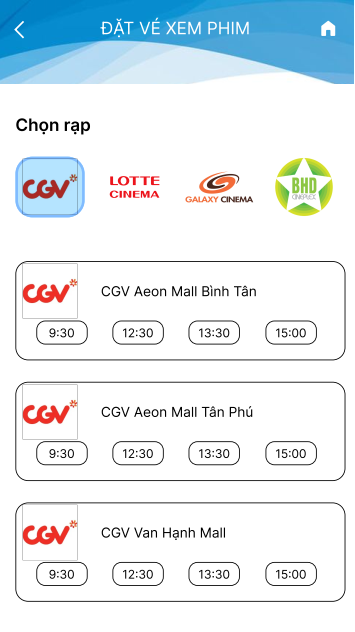 ĐẶT VÉ XEM PHIM
Chọn rạp
CGV
LOTTE
CINEMA
GALAXY CINEMA
BHD
CINEPLEX
CGV
CGV Aeon Mall Bình Tân
9:30 12:30 13:30 15:00
CGV
CGV Aeon Mall Tân Phú
9:30 12:30 13:30 15:00
CGV
CGV Vạn Hạnh Mall
9:30 12:30 13:30 15:00